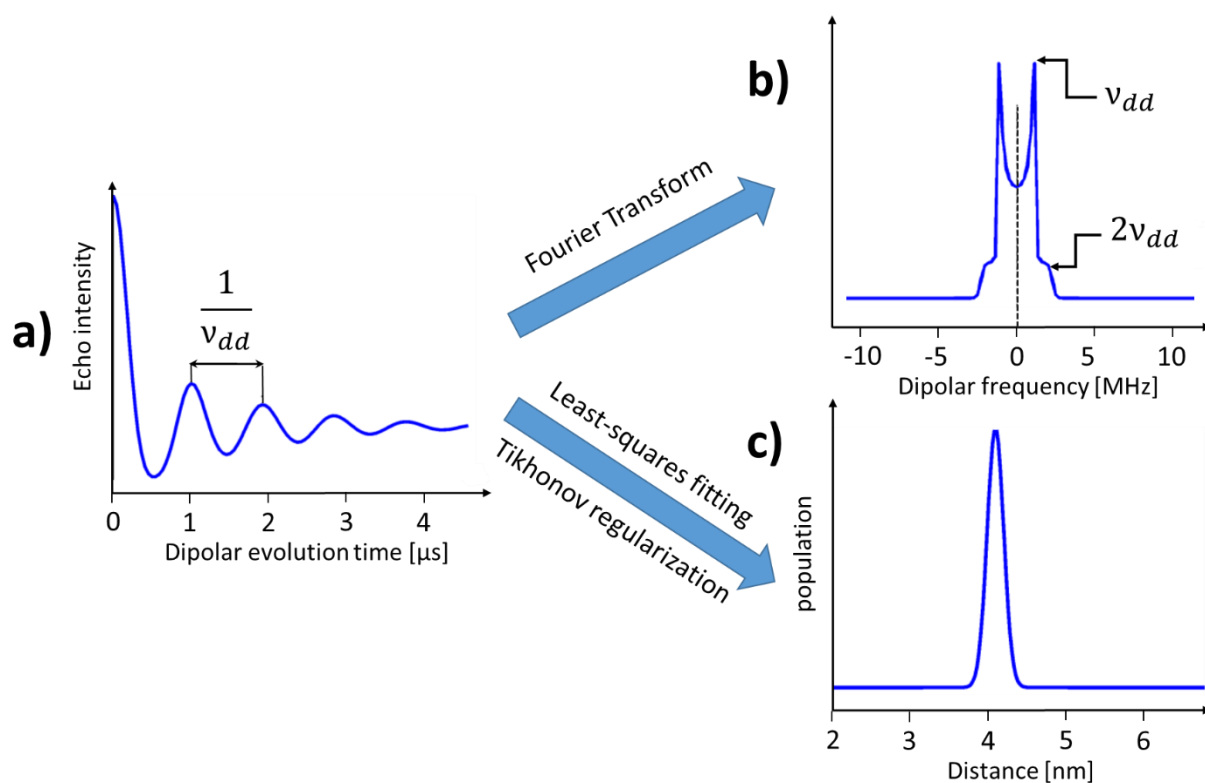 a)
Echo intensity
1
ν_dd
0 1 2 3 4
Dipolar evolution time [µs]
Fourier Transform
Least-squares fitting
Tikhonov regularization
b)
ν_dd
2ν_dd
-10 -5 0 5 10
Dipolar frequency [MHz]
c)
population
2 3 4 5 6
Distance [nm]